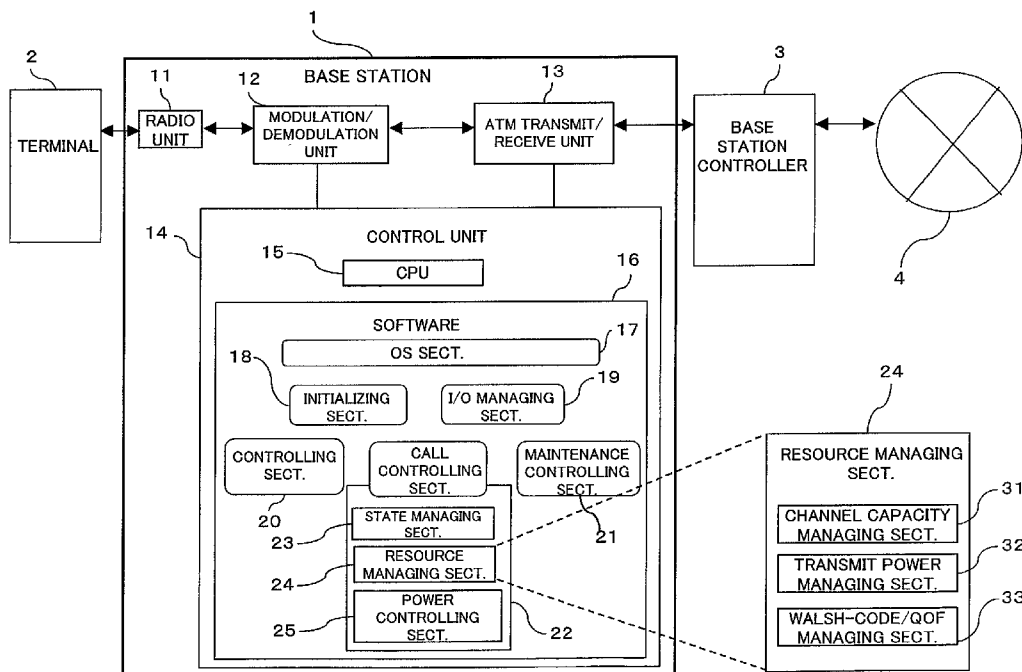 1
2
BASE STATION
3
11
12
13
TERMINAL
RADIO
UNIT
MODULATION/
DEMODULATION
UNIT
ATM TRANSMIT/
RECEIVE UNIT
BASE
STATION
CONTROLLER
4
14
CONTROL UNIT
15
CPU
16
SOFTWARE
17
OS SECT.
18
INITIALIZING
SECT.
I/O MANAGING
SECT.
19
CONTROLLING
SECT.
20
CALL
CONTROLLING
SECT.
MAINTENANCE
CONTROLLING
SECT.
21
23
STATE MANAGING
SECT.
24
RESOURCE
MANAGING SECT.
25
POWER
CONTROLLING
SECT.
22
24
RESOURCE MANAGING
SECT.
31
CHANNEL CAPACITY
MANAGING SECT.
32
TRANSMIT POWER
MANAGING SECT.
33
WALSH-CODE/QOF
MANAGING SECT.